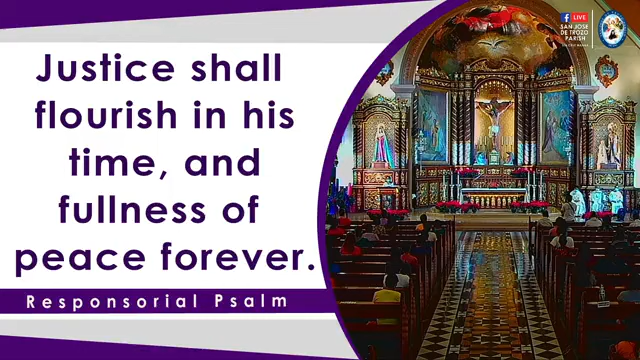 Justice shall
flourish in his
time, and
fullness of
peace forever.
Responsorial Psalm
LIVE
SAN JOSE
DE TROZO
PARISH